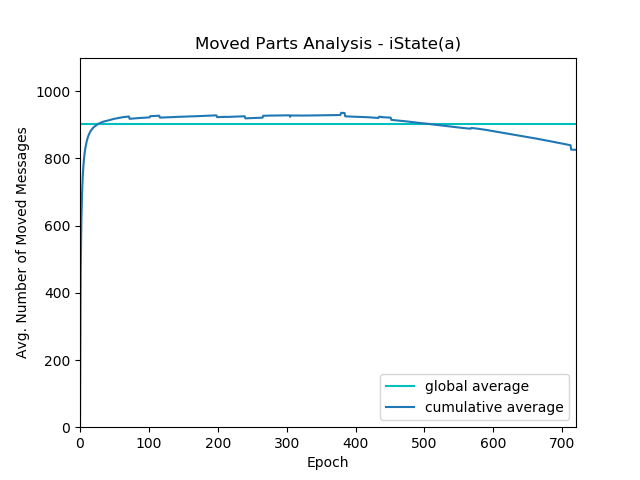 Moved Parts Analysis - iState(a)
Avg. Number of Moved Messages
1000
800
600
400
200
0
0 100 200 300 400 500 600 700
Epoch
global average
cumulative average